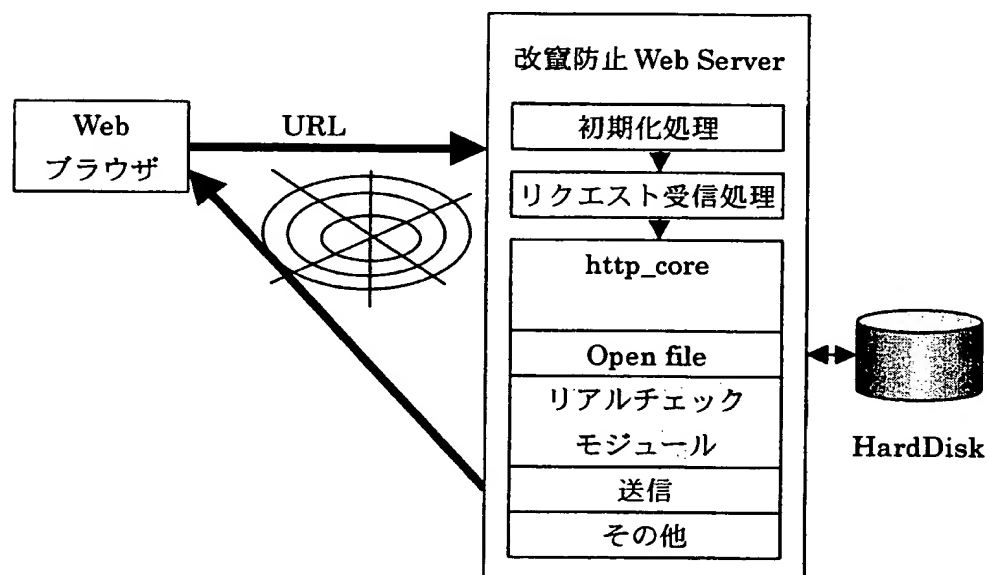 改竄防止 Web Server
Web
ブラウザ
URL
初期化処理
リクエスト受信処理
http_core
Open file
リアルチェック
モジュール
送信
その他
HardDisk